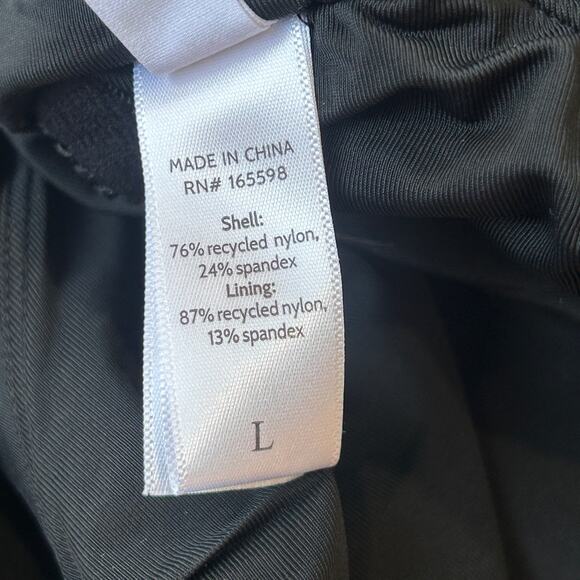 MADE IN CHINA
RN# 165598
Shell:
76% recycled nylon,
24% spandex
Lining:
87% recycled nylon,
13% spandex
L